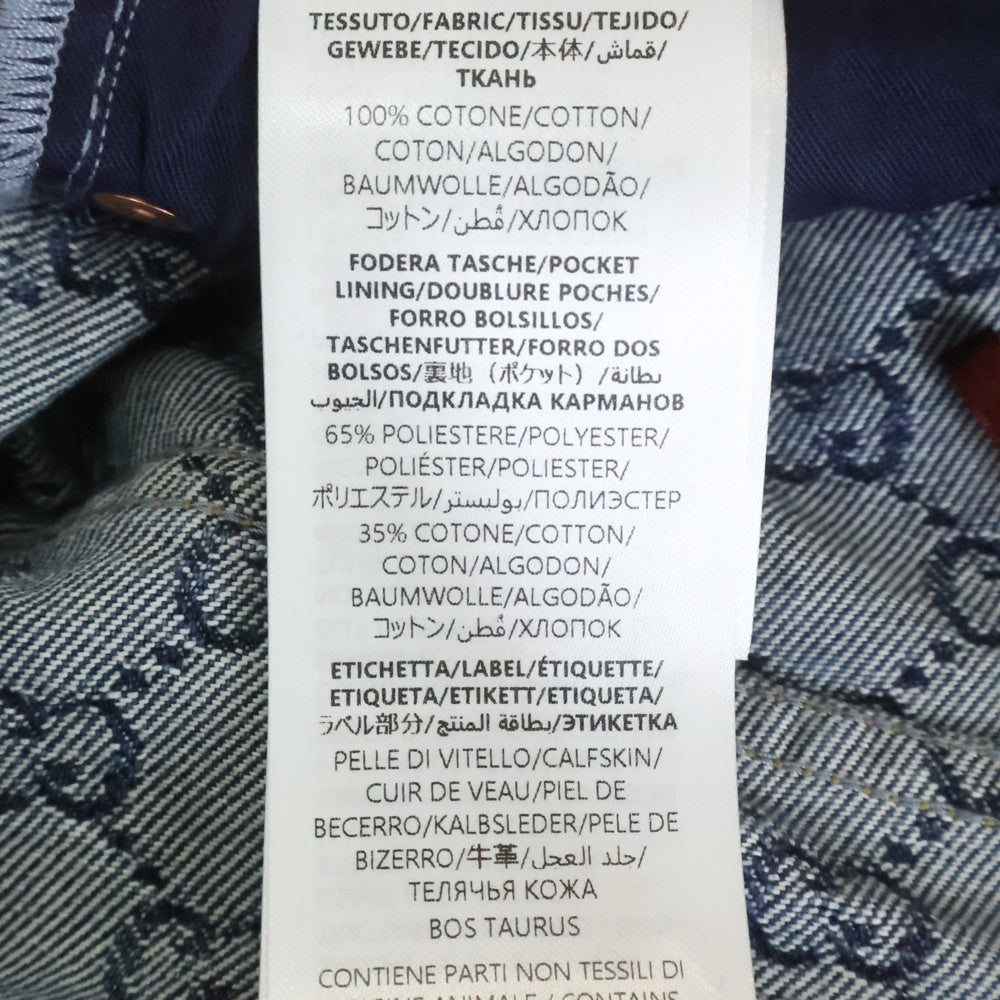 TESSUTO/FABRIC/TISSU/TEJIDO/
GEWEBE/TECIDO/本体/قماش/
ТКАНЬ
100% COTONE/COTTON/
COTON/ALGODON/
BAUMWOLLE/ALGODÃO/
コットン/قُطن/ХЛОПОК
FODERA TASCHE/POCKET
LINING/DOUBLURE POCHES/
FORRO BOLSILLOS/
TASCHENFUTTER/FORRO DOS
BOLSOS/裏地（ポケット）/بطانة
الجيوب/ПОДКЛАДКА КАРМАНОВ
65% POLIESTERE/POLYESTER/
POLIÉSTER/POLIESTER/
ポリエステル/بوليستر/ПОЛИЭСТЕР
35% COTONE/COTTON/
COTON/ALGODON/
BAUMWOLLE/ALGODÃO/
コットン/قُطن/ХЛОПОК
ETICHETTA/LABEL/ÉTIQUETTE/
ETIQUETA/ETIKETT/ETIQUETA/
ラベル部分/بطاقة المنتج/ЭТИКЕТКА
PELLE DI VITELLO/CALFSKIN/
CUIR DE VEAU/PIEL DE
BECERRO/KALBSLEDER/PELE DE
BIZERRO/牛革/جلد العجل/
ТЕЛЯЧЬЯ КОЖА
BOS TAURUS
CONTIENE PARTI NON TESSILI DI
ORIGINE ANIMALE / CONTAINS